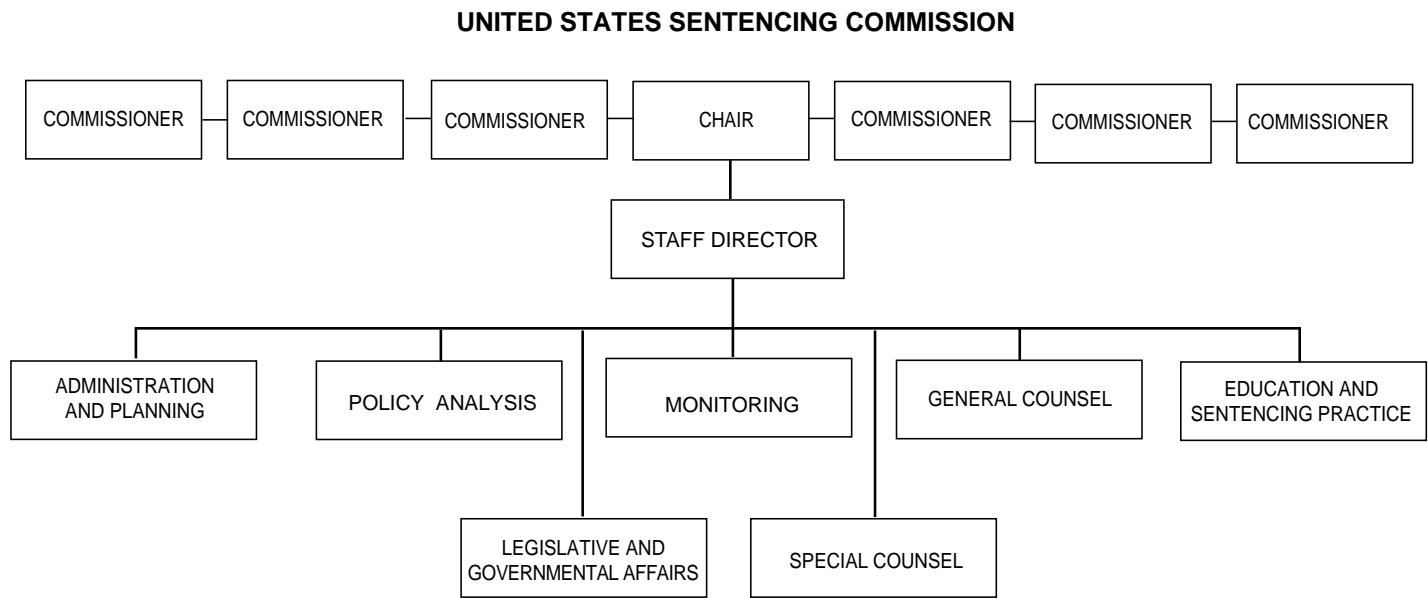 UNITED STATES SENTENCING COMMISSION
COMMISSIONER
COMMISSIONER
COMMISSIONER
CHAIR
COMMISSIONER
COMMISSIONER
COMMISSIONER
STAFF DIRECTOR
ADMINISTRATION
AND PLANNING
POLICY ANALYSIS
MONITORING
GENERAL COUNSEL
EDUCATION AND
SENTENCING PRACTICE
LEGISLATIVE AND
GOVERNMENTAL AFFAIRS
SPECIAL COUNSEL